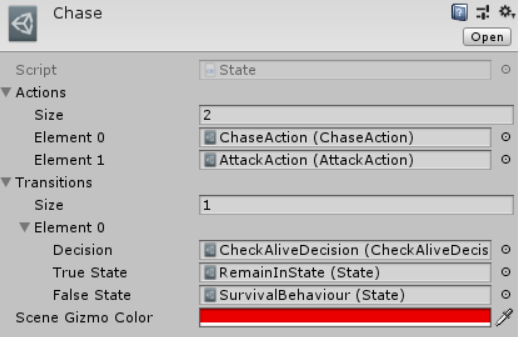 Chase
Open
Script State
Actions
Size 2
Element 0 ChaseAction (ChaseAction)
Element 1 AttackAction (AttackAction)
Transitions
Size 1
Element 0
Decision CheckAliveDecision (CheckAliveDecis
True State RemainInState (State)
False State SurvivalBehaviour (State)
Scene Gizmo Color